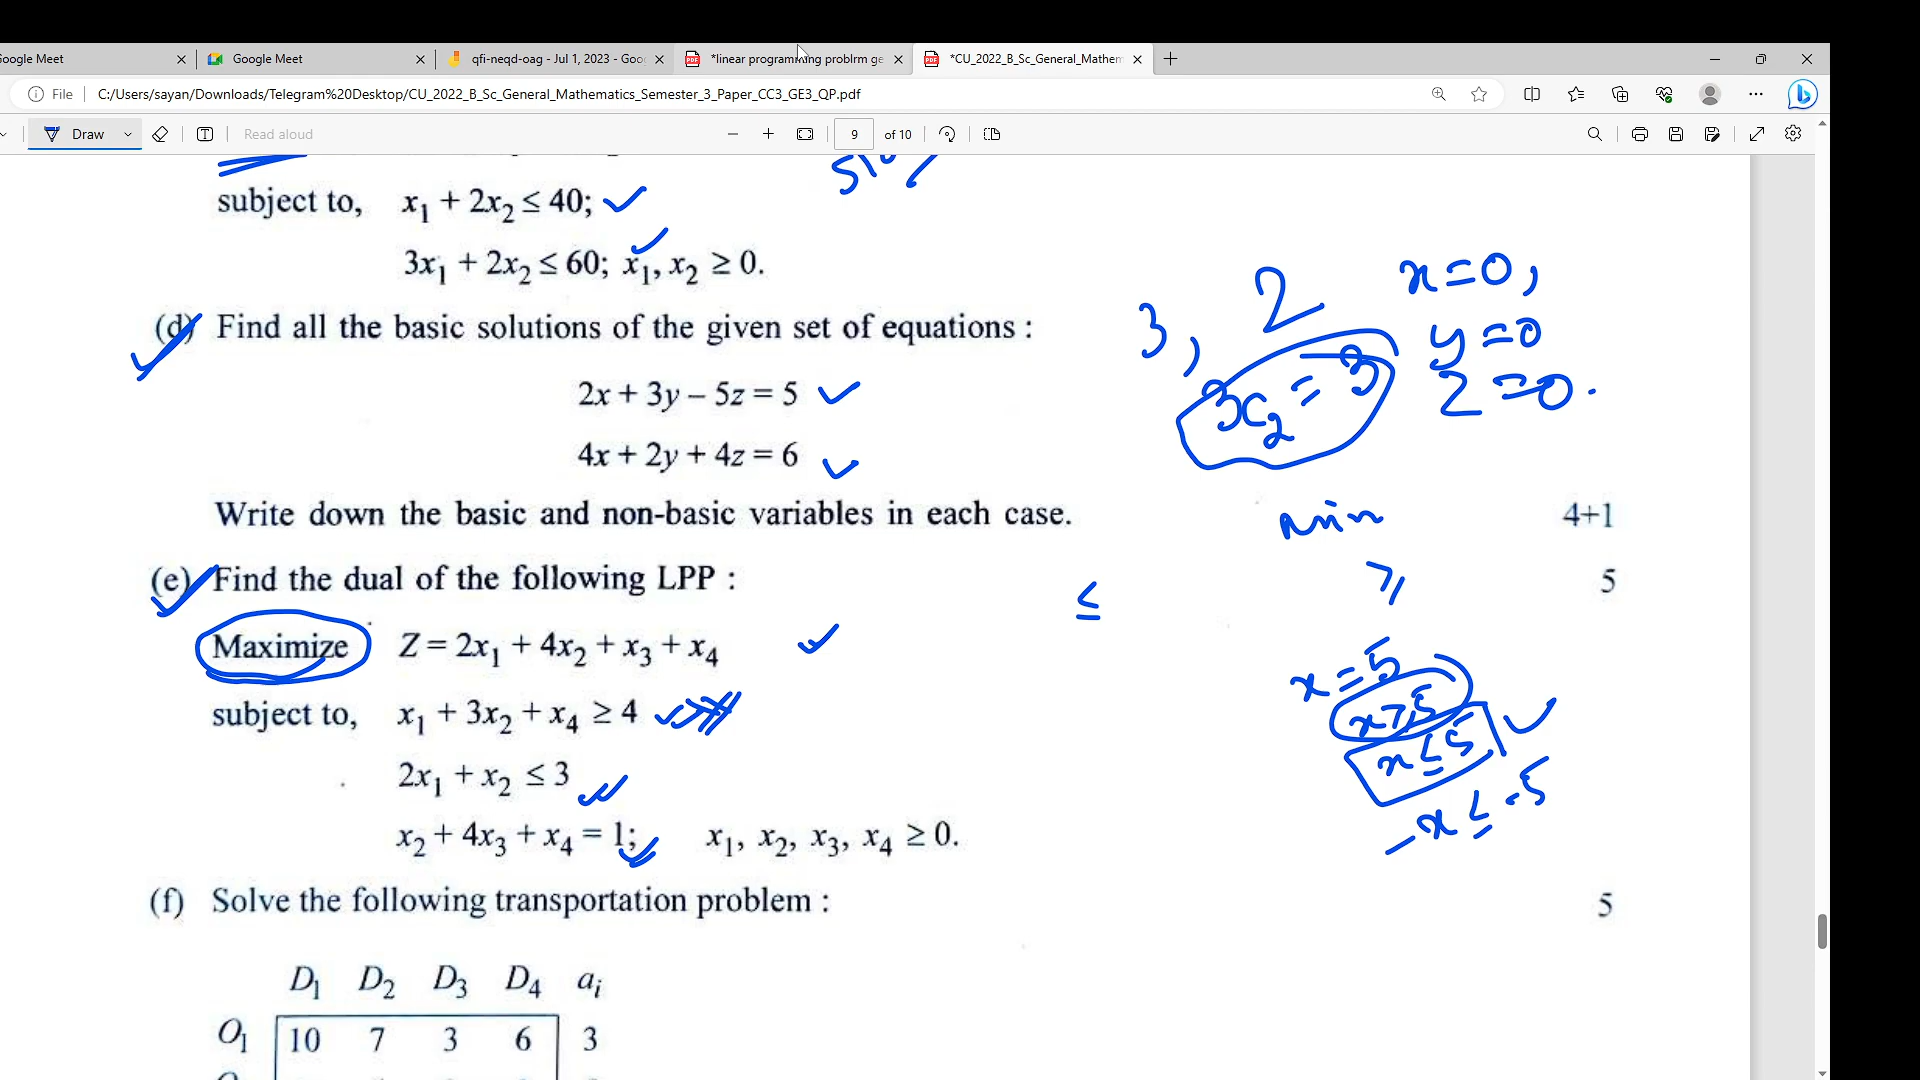 Google Meet
Google Meet
qfi-neqd-oag - Jul 1, 2023 - Goo
*linear programming problrm ge
*CU_2022_B_Sc_General_Mathem
File C:/Users/sayan/Downloads/Telegram%20Desktop/CU_2022_B_Sc_General_Mathematics_Semester_3_Paper_CC3_GE3_QP.pdf
Draw Read aloud 9 of 10
subject to, x₁ + 2x₂ ≤ 40;
3x₁ + 2x₂ ≤ 60; x₁, x₂ ≥ 0.
(d) Find all the basic solutions of the given set of equations :
2x + 3y – 5z = 5
4x + 2y + 4z = 6
Write down the basic and non-basic variables in each case. 4+1
(e) Find the dual of the following LPP : 5
Maximize Z = 2x₁ + 4x₂ + x₃ + x₄
subject to, x₁ + 3x₂ + x₄ ≥ 4
2x₁ + x₂ ≤ 3
x₂ + 4x₃ + x₄ = 1; x₁, x₂, x₃, x₄ ≥ 0.
(f) Solve the following transportation problem : 5
D₁ D₂ D₃ D₄ aᵢ
O₁ 10 7 3 6 3
3, 2
3c₂ = 3
x=0,
y=0
z=0.
min
≥
≤
x=5
x≥5
x≤5
-x≤-5